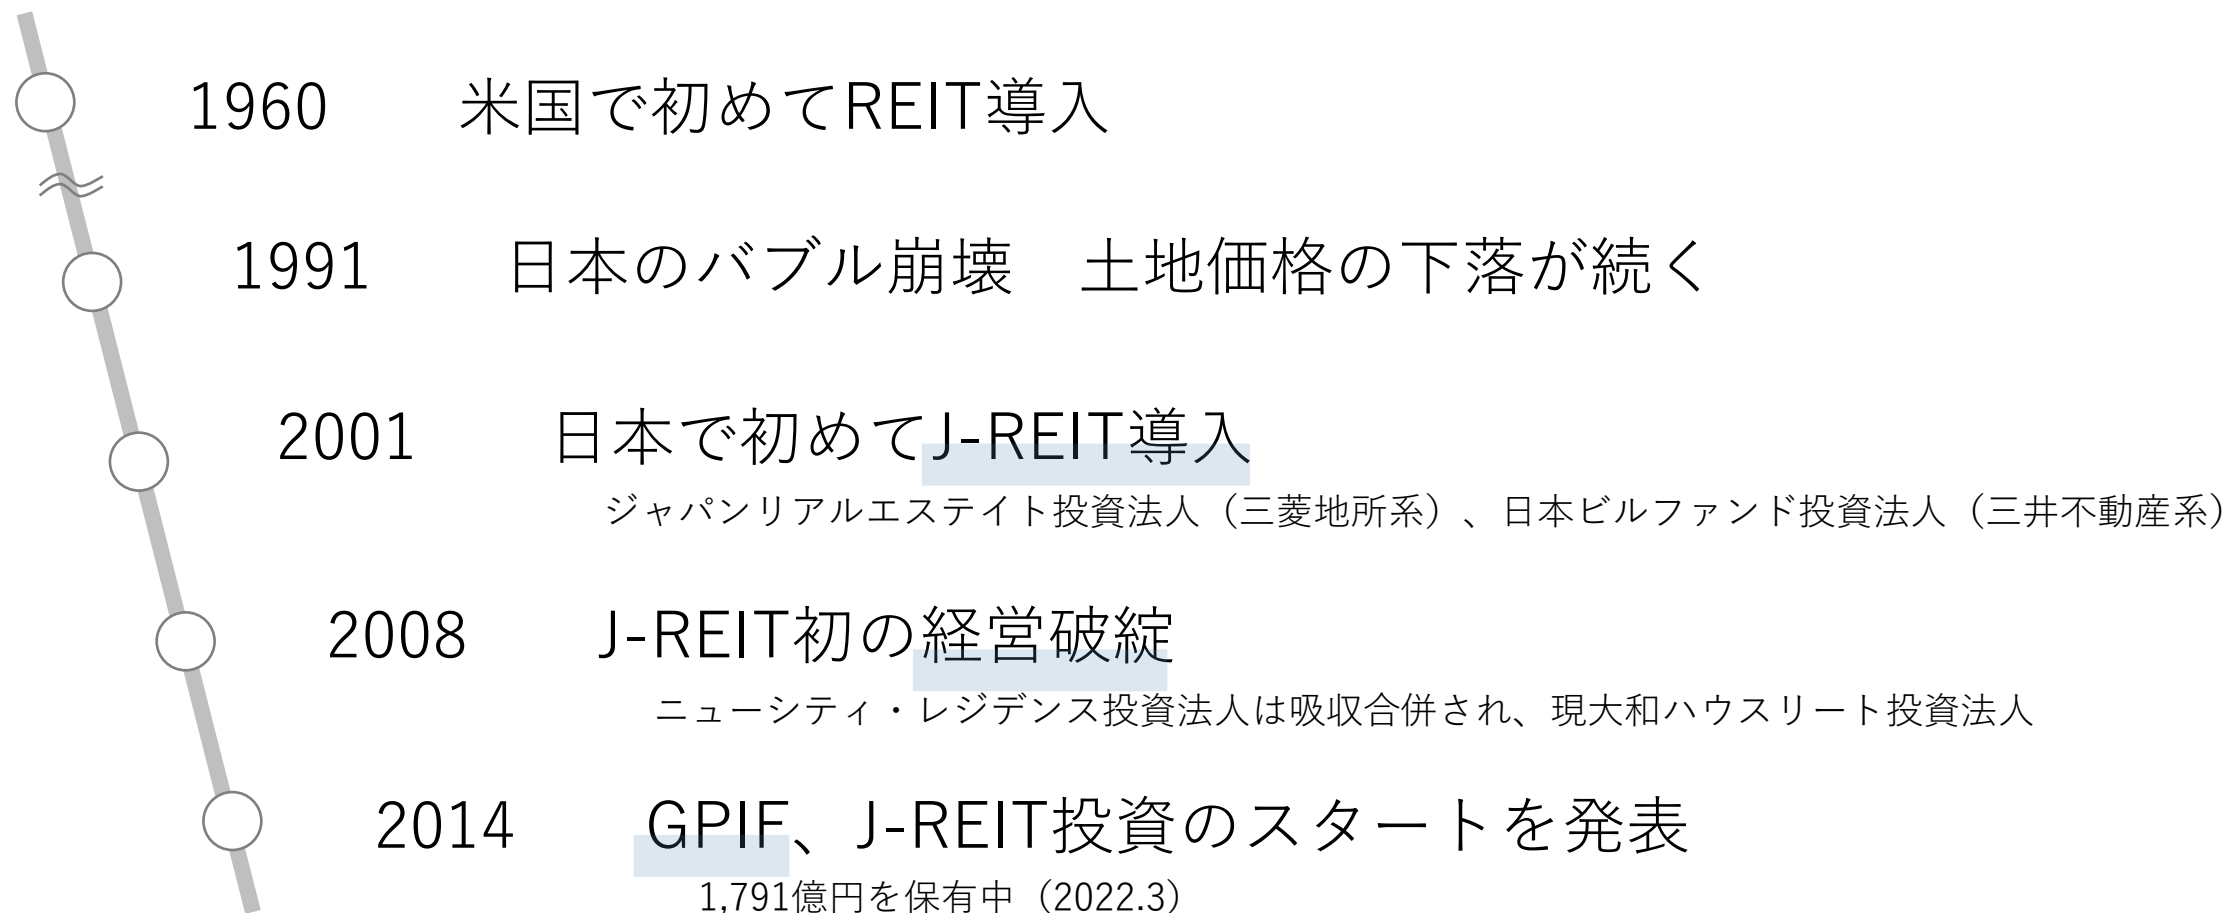 1960 米国で初めてREIT導入
1991 日本のバブル崩壊 土地価格の下落が続く
2001 日本で初めてJ-REIT導入
ジャパンリアルエステイト投資法人（三菱地所系）、日本ビルファンド投資法人（三井不動産系）
2008 J-REIT初の経営破綻
ニューシティ・レジデンス投資法人は吸収合併され、現大和ハウスリート投資法人
2014 GPIF、J-REIT投資のスタートを発表
1,791億円を保有中（2022.3）